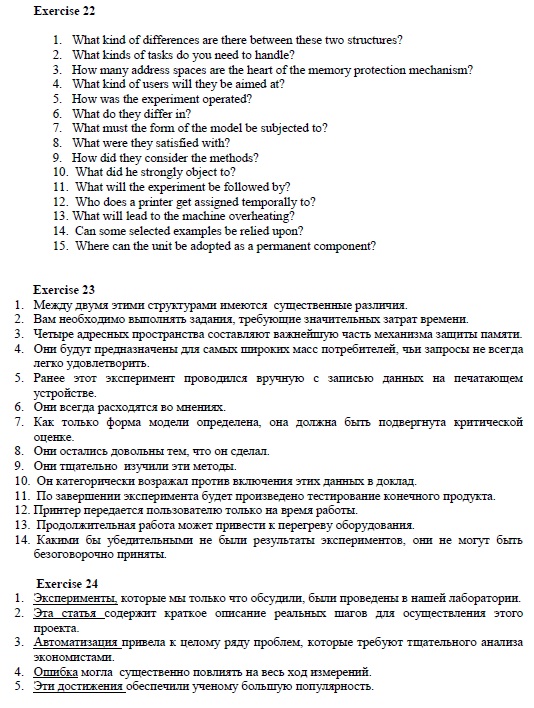 Exercise 22
1. What kind of differences are there between these two structures?
2. What kinds of tasks do you need to handle?
3. How many address spaces are the heart of the memory protection mechanism?
4. What kind of users will they be aimed at?
5. How was the experiment operated?
6. What do they differ in?
7. What must the form of the model be subjected to?
8. What were they satisfied with?
9. How did they consider the methods?
10. What did he strongly object to?
11. What will the experiment be followed by?
12. Who does a printer get assigned temporally to?
13. What will lead to the machine overheating?
14. Can some selected examples be relied upon?
15. Where can the unit be adopted as a permanent component?
Exercise 23
1. Между двумя этими структурами имеются существенные различия.
2. Вам необходимо выполнять задания, требующие значительных затрат времени.
3. Четыре адресных пространства составляют важнейшую часть механизма защиты памяти.
4. Они будут предназначены для самых широких масс потребителей, чьи запросы не всегда
легко удовлетворить.
5. Ранее этот эксперимент проводился вручную с записью данных на печатающем
устройстве.
6. Они всегда расходятся во мнениях.
7. Как только форма модели определена, она должна быть подвергнута критической
оценке.
8. Они остались довольны тем, что он сделал.
9. Они тщательно изучили эти методы.
10. Он категорически возражал против включения этих данных в доклад.
11. По завершении эксперимента будет произведено тестирование конечного продукта.
12. Принтер передается пользователю только на время работы.
13. Продолжительная работа может привести к перегреву оборудования.
14. Какими бы убедительными не были результаты экспериментов, они не могут быть
безоговорочно приняты.
Exercise 24
1. Эксперименты, которые мы только что обсудили, были проведены в нашей лаборатории.
2. Эта статья содержит краткое описание реальных шагов для осуществления этого
проекта.
3. Автоматизация привела к целому ряду проблем, которые требуют тщательного анализа
экономистами.
4. Ошибка могла существенно повлиять на весь ход измерений.
5. Эти достижения обеспечили ученому большую популярность.